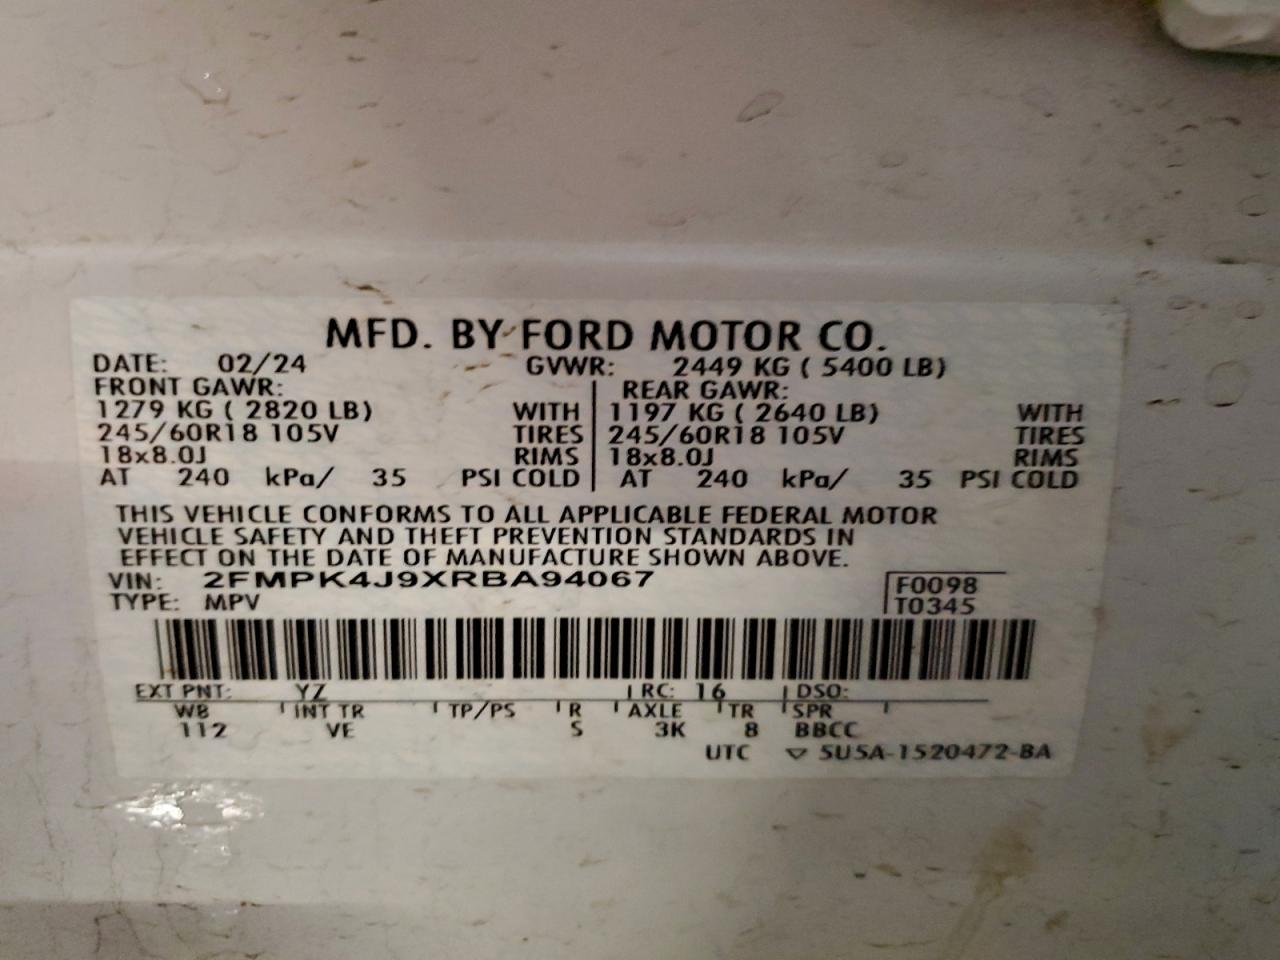 MFD. BY FORD MOTOR CO.
DATE: 02/24 GVWR: 2449 KG ( 5400 LB)
FRONT GAWR: REAR GAWR:
1279 KG ( 2820 LB) WITH 1197 KG ( 2640 LB) WITH
245/60R18 105V TIRES 245/60R18 105V TIRES
18x8.0J RIMS 18x8.0J RIMS
AT 240 kPa/ 35 PSI COLD AT 240 kPa/ 35 PSI COLD
THIS VEHICLE CONFORMS TO ALL APPLICABLE FEDERAL MOTOR
VEHICLE SAFETY AND THEFT PREVENTION STANDARDS IN
EFFECT ON THE DATE OF MANUFACTURE SHOWN ABOVE.
VIN: 2FMPK4J9XRBA94067 F0098
TYPE: MPV T0345
EXT PNT: YZ RC: 16 DSO:
WB INT TR TP/PS R AXLE TR SPR
112 VE S 3K 8 BBCC
UTC ▽ 5U5A-1520472-BA